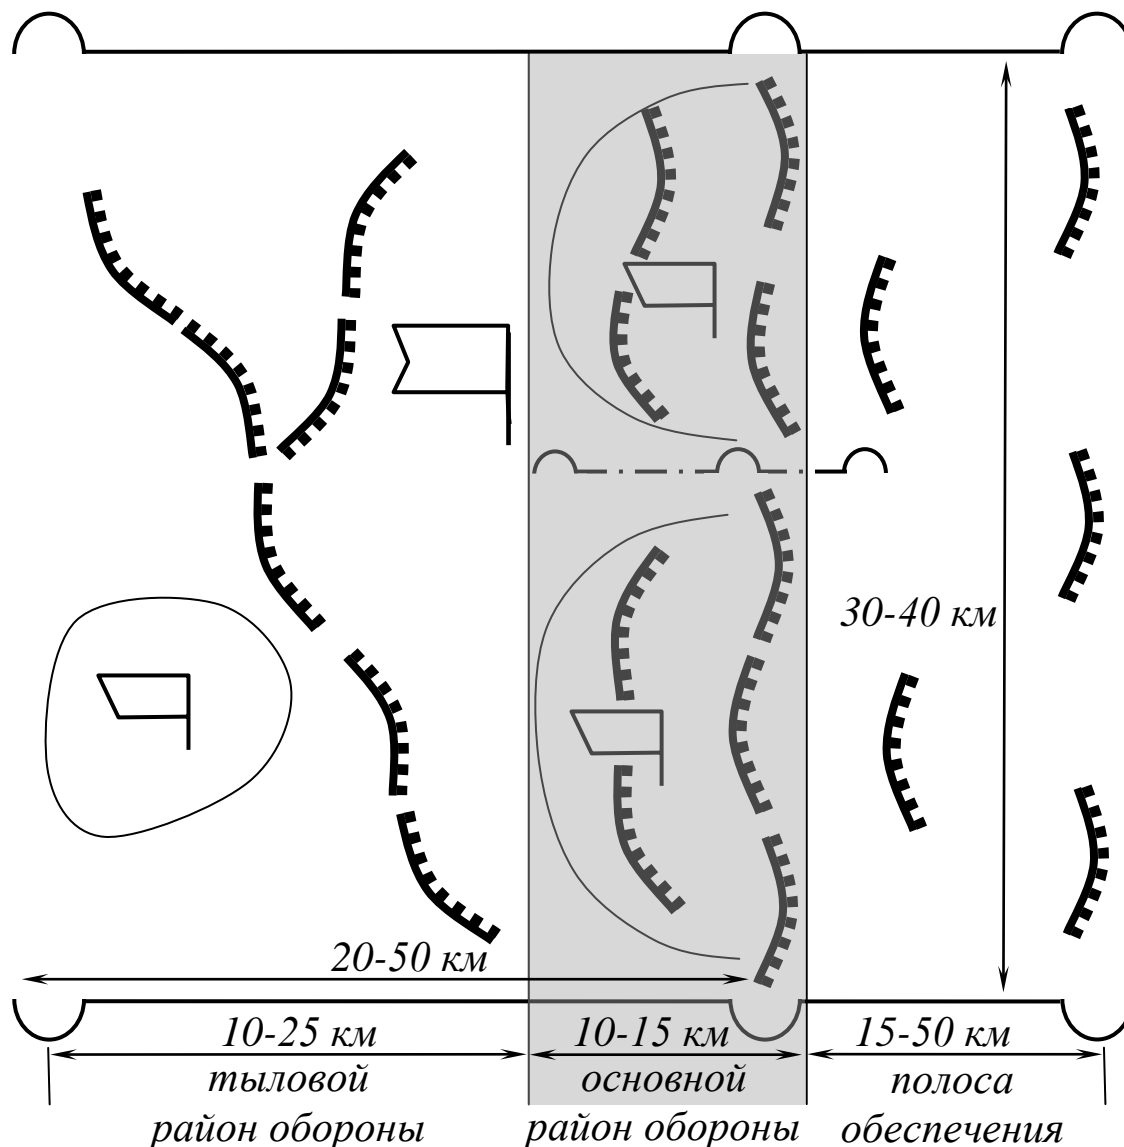 30-40 км
20-50 км
10-25 км
10-15 км
15-50 км
тыловой
район обороны
основной
район обороны
полоса
обеспечения